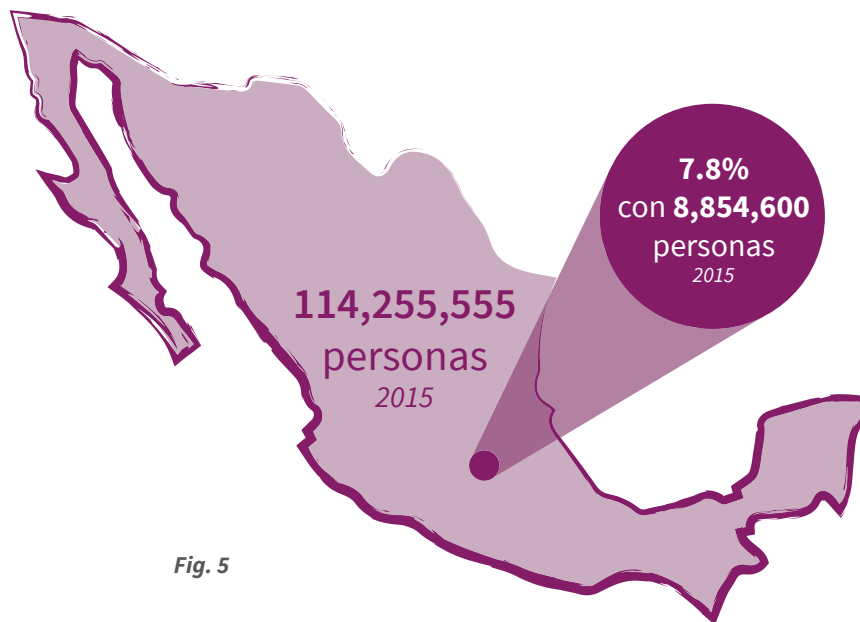 7.8%
con 8,854,600
personas
2015
114,255,555
personas
2015
Fig. 5